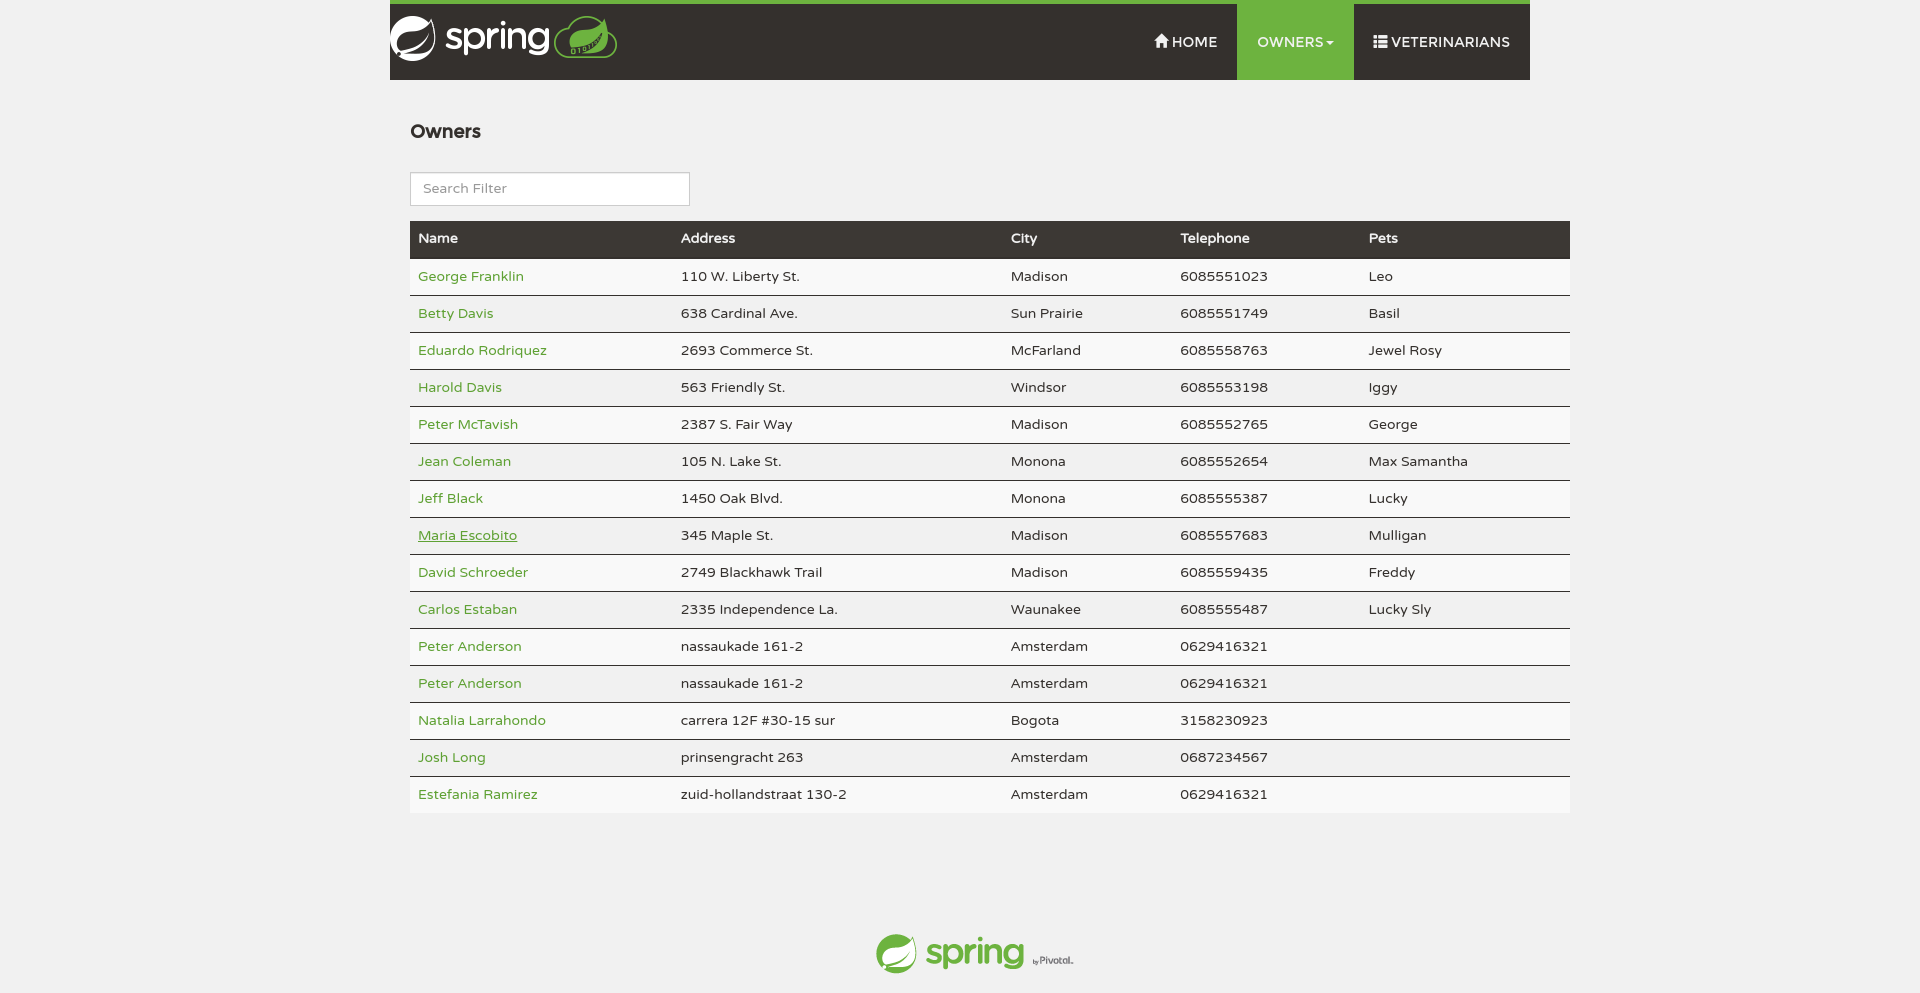 spring
HOME OWNERS VETERINARIANS
Owners
Search Filter
Name Address City Telephone Pets
George Franklin 110 W. Liberty St. Madison 6085551023 Leo
Betty Davis 638 Cardinal Ave. Sun Prairie 6085551749 Basil
Eduardo Rodriquez 2693 Commerce St. McFarland 6085558763 Jewel Rosy
Harold Davis 563 Friendly St. Windsor 6085553198 Iggy
Peter McTavish 2387 S. Fair Way Madison 6085552765 George
Jean Coleman 105 N. Lake St. Monona 6085552654 Max Samantha
Jeff Black 1450 Oak Blvd. Monona 6085555387 Lucky
Maria Escobito 345 Maple St. Madison 6085557683 Mulligan
David Schroeder 2749 Blackhawk Trail Madison 6085559435 Freddy
Carlos Estaban 2335 Independence La. Waunakee 6085555487 Lucky Sly
Peter Anderson nassaukade 161-2 Amsterdam 0629416321
Peter Anderson nassaukade 161-2 Amsterdam 0629416321
Natalia Larrahondo carrera 12F #30-15 sur Bogota 3158230923
Josh Long prinsengracht 263 Amsterdam 0687234567
Estefania Ramirez zuid-hollandstraat 130-2 Amsterdam 0629416321
spring by Pivotal